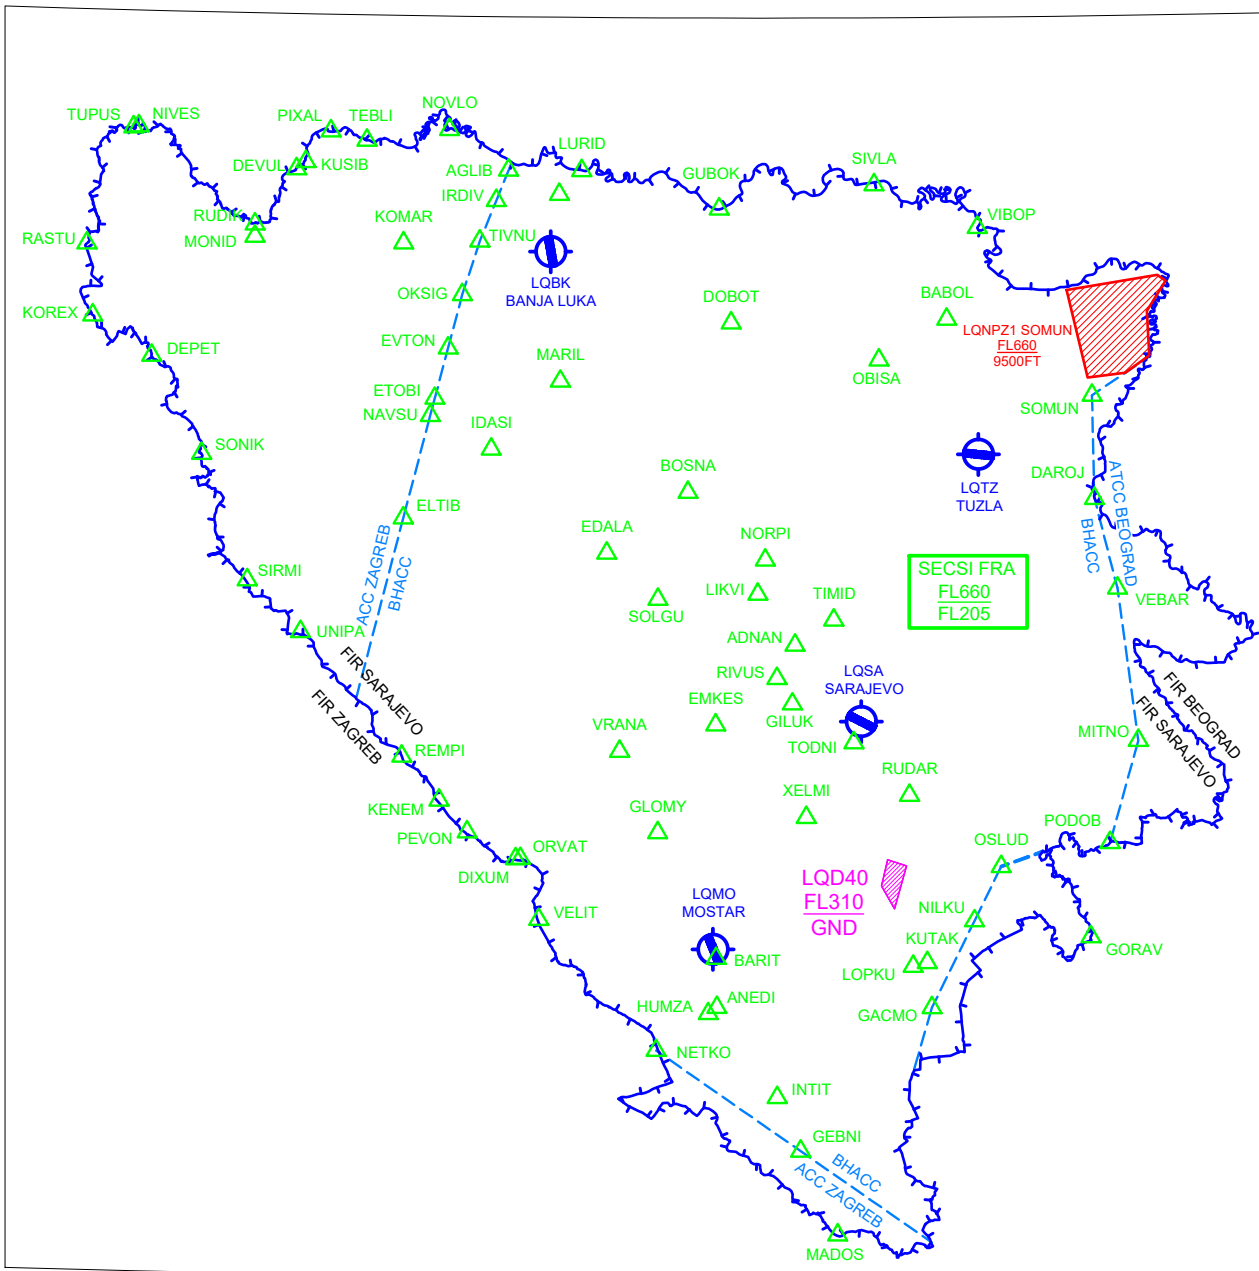 NOVLO
TUPUS
NIVES
PIXAL
TEBLI
LURID
DEVUL
KUSIB
AGLIB
GUBOK
SIVLA
IRDIV
RUDIK
KOMAR
VIBOP
RASTU
MONID
TIVNU
LQBK
BANJA LUKA
OKSIG
DOBOT
BABOL
KOREX
LQNPZ1 SOMUN
FL660
9500FT
EVTON
DEPET
MARIL
OBISA
ETOBI
SOMUN
NAVSU
IDASI
SONIK
BOSNA
DAROJ
LQTZ
TUZLA
ATCC BEOGRAD
BHACC
ELTIB
EDALA
NORPI
ACC ZAGREB
BHACC
SECSI FRA
FL660
FL205
SIRMI
LIKVI
TIMID
VEBAR
SOLGU
UNIPA
ADNAN
FIR SARAJEVO
FIR ZAGREB
RIVUS
LQSA
SARAJEVO
EMKES
GILUK
FIR BEOGRAD
FIR SARAJEVO
VRANA
TODNI
MITNO
REMPI
RUDAR
KENEM
GLOMY
XELMI
PEVON
PODOB
ORVAT
OSLUD
DIXUM
LQD40
FL310
GND
LQMO
MOSTAR
VELIT
NILKU
KUTAK
GORAV
BARIT
LOPKU
ANEDI
HUMZA
GACMO
NETKO
INTIT
GEBNI
BHACC
ACC ZAGREB
MADOS